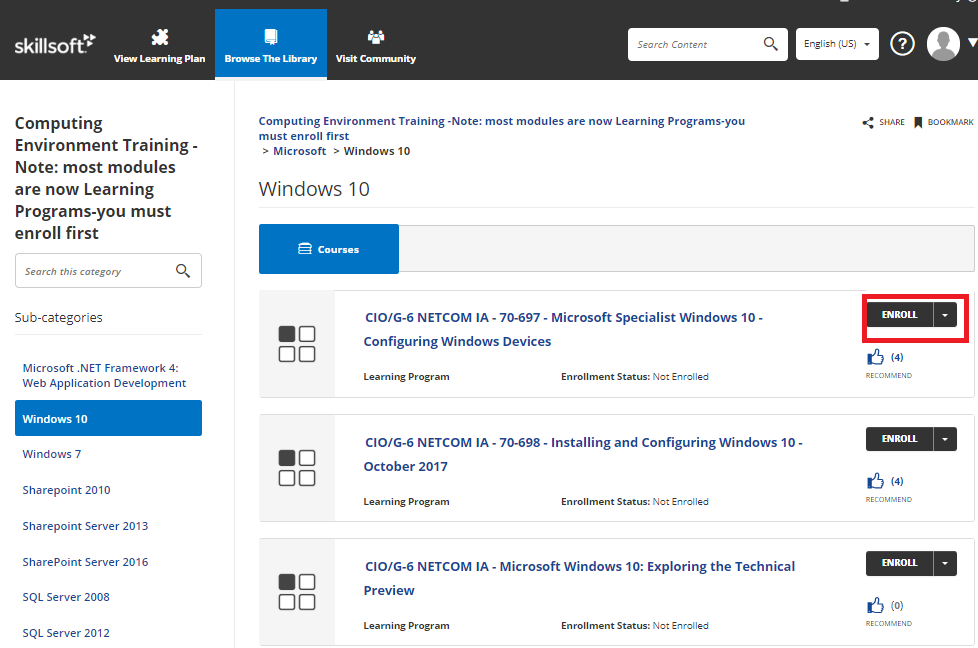 skillsoft
View Learning Plan
Browse The Library
Visit Community
Search Content
English (US)
?
Computing
Environment Training -
Note: most modules
are now Learning
Programs-you must
enroll first
Search this category
Sub-categories
Microsoft .NET Framework 4:
Web Application Development
Windows 10
Windows 7
Sharepoint 2010
Sharepoint Server 2013
SharePoint Server 2016
SQL Server 2008
SQL Server 2012
Computing Environment Training -Note: most modules are now Learning Programs-you
must enroll first
> Microsoft > Windows 10
SHARE
BOOKMARK
Windows 10
Courses
CIO/G-6 NETCOM IA - 70-697 - Microsoft Specialist Windows 10 -
Configuring Windows Devices
Learning Program
Enrollment Status: Not Enrolled
ENROLL
(4)
RECOMMEND
CIO/G-6 NETCOM IA - 70-698 - Installing and Configuring Windows 10 -
October 2017
Learning Program
Enrollment Status: Not Enrolled
ENROLL
(4)
RECOMMEND
CIO/G-6 NETCOM IA - Microsoft Windows 10: Exploring the Technical
Preview
Learning Program
Enrollment Status: Not Enrolled
ENROLL
(0)
RECOMMEND